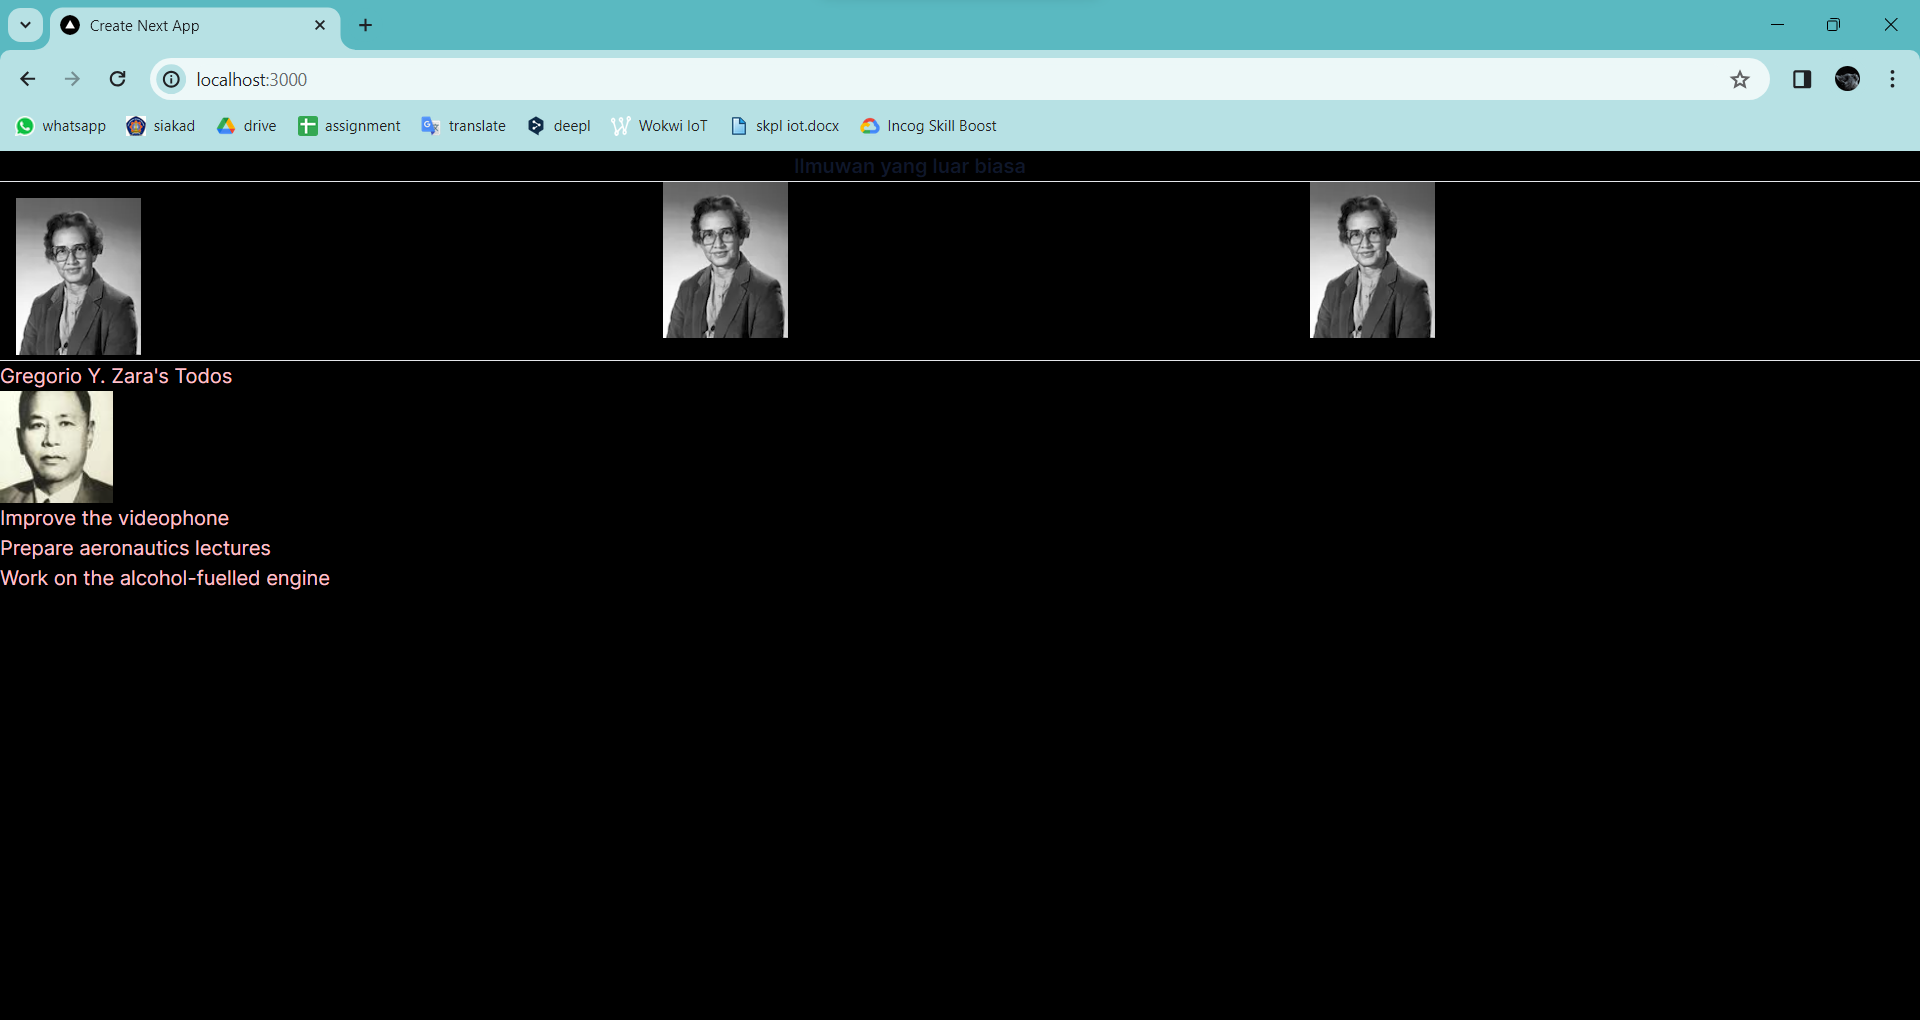 Create Next App
localhost:3000
whatsapp siakad drive assignment translate deepl Wokwi IoT skpl iot.docx Incog Skill Boost
Ilmuwan yang luar biasa
Gregorio Y. Zara's Todos
Improve the videophone
Prepare aeronautics lectures
Work on the alcohol-fuelled engine